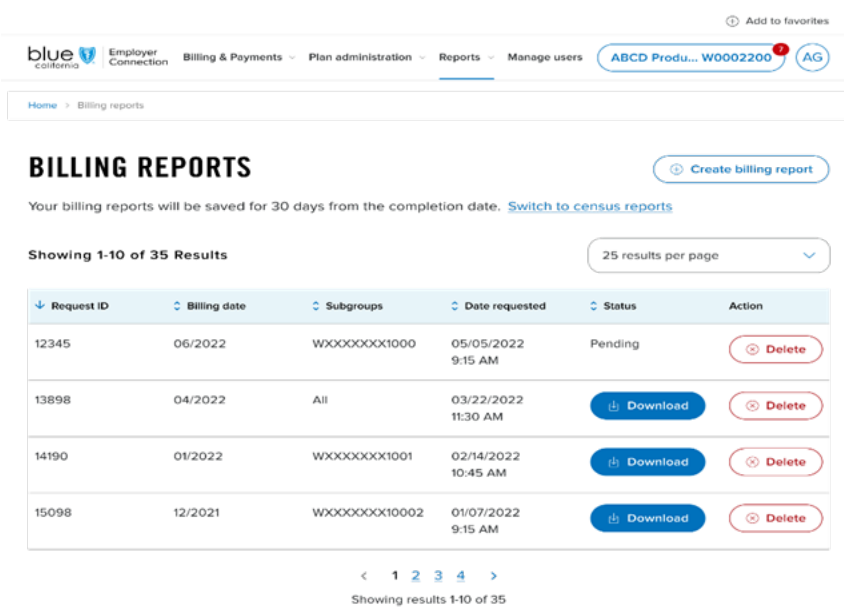 Add to favorites
blue california
Employer Connection
Billing & Payments Plan administration Reports Manage users ABCD Produ... W0002200 7 AG
Home > Billing reports
BILLING REPORTS
Create billing report
Your billing reports will be saved for 30 days from the completion date. Switch to census reports
Showing 1-10 of 35 Results
25 results per page
Request ID Billing date Subgroups Date requested Status Action
12345 06/2022 WXXXXXXX1000 05/05/2022 Pending Delete
9:15 AM
13898 04/2022 All 03/22/2022 Download Delete
11:30 AM
14190 01/2022 WXXXXXXX1001 02/14/2022 Download Delete
10:45 AM
15098 12/2021 WXXXXXXX10002 01/07/2022 Download Delete
9:15 AM
< 1 2 3 4 >
Showing results 1-10 of 35